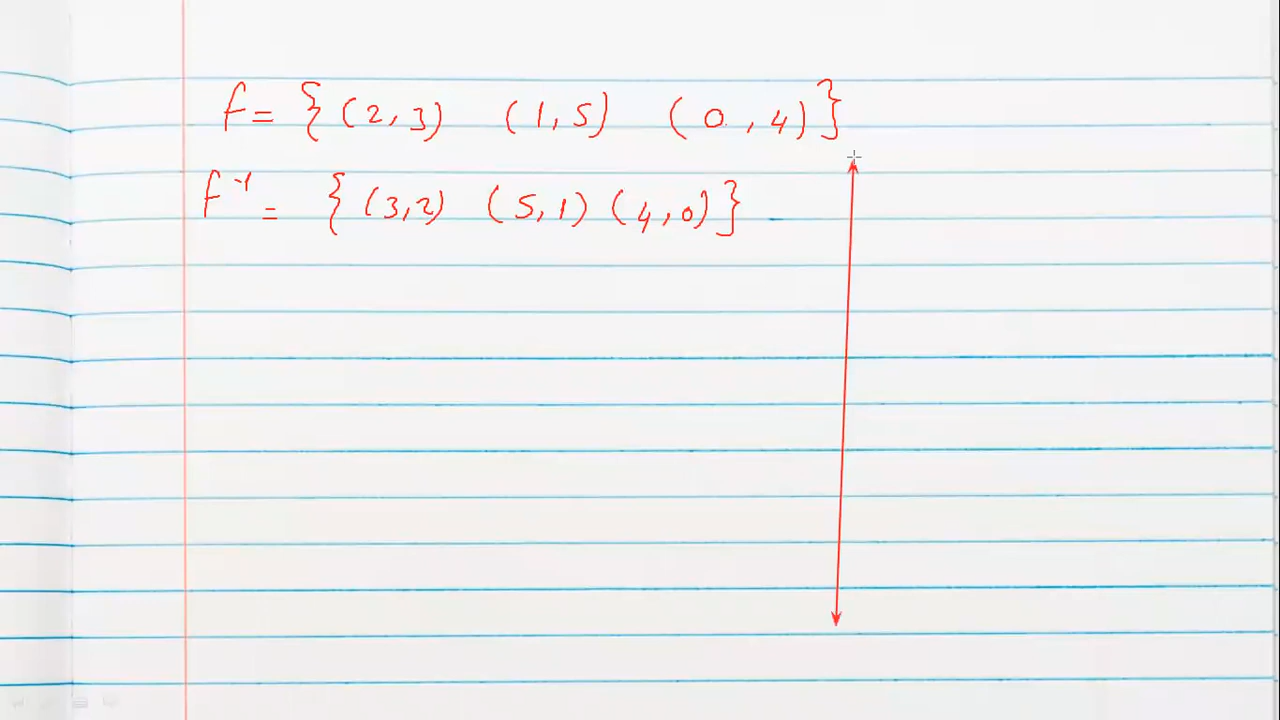 f = {(2,3) (1,5) (0,4)}
f⁻¹ = {(3,2) (5,1) (4,0)}